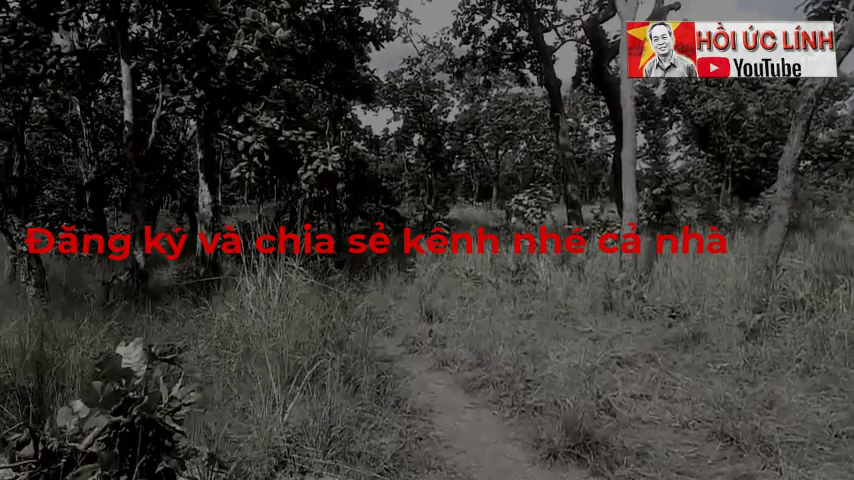 HỒI ỨC LÍNH
YouTube
Đăng ký và chia sẻ kênh nhé cả nhà